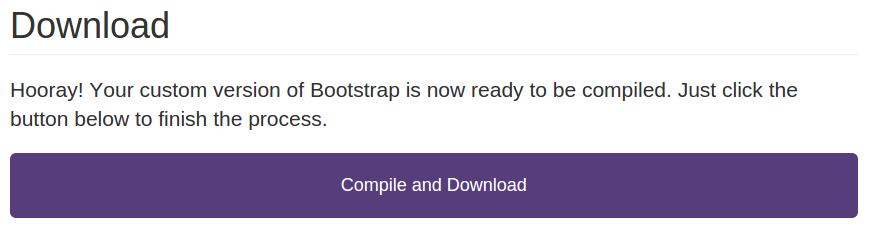 Download
Hooray! Your custom version of Bootstrap is now ready to be compiled. Just click the
button below to finish the process.
Compile and Download